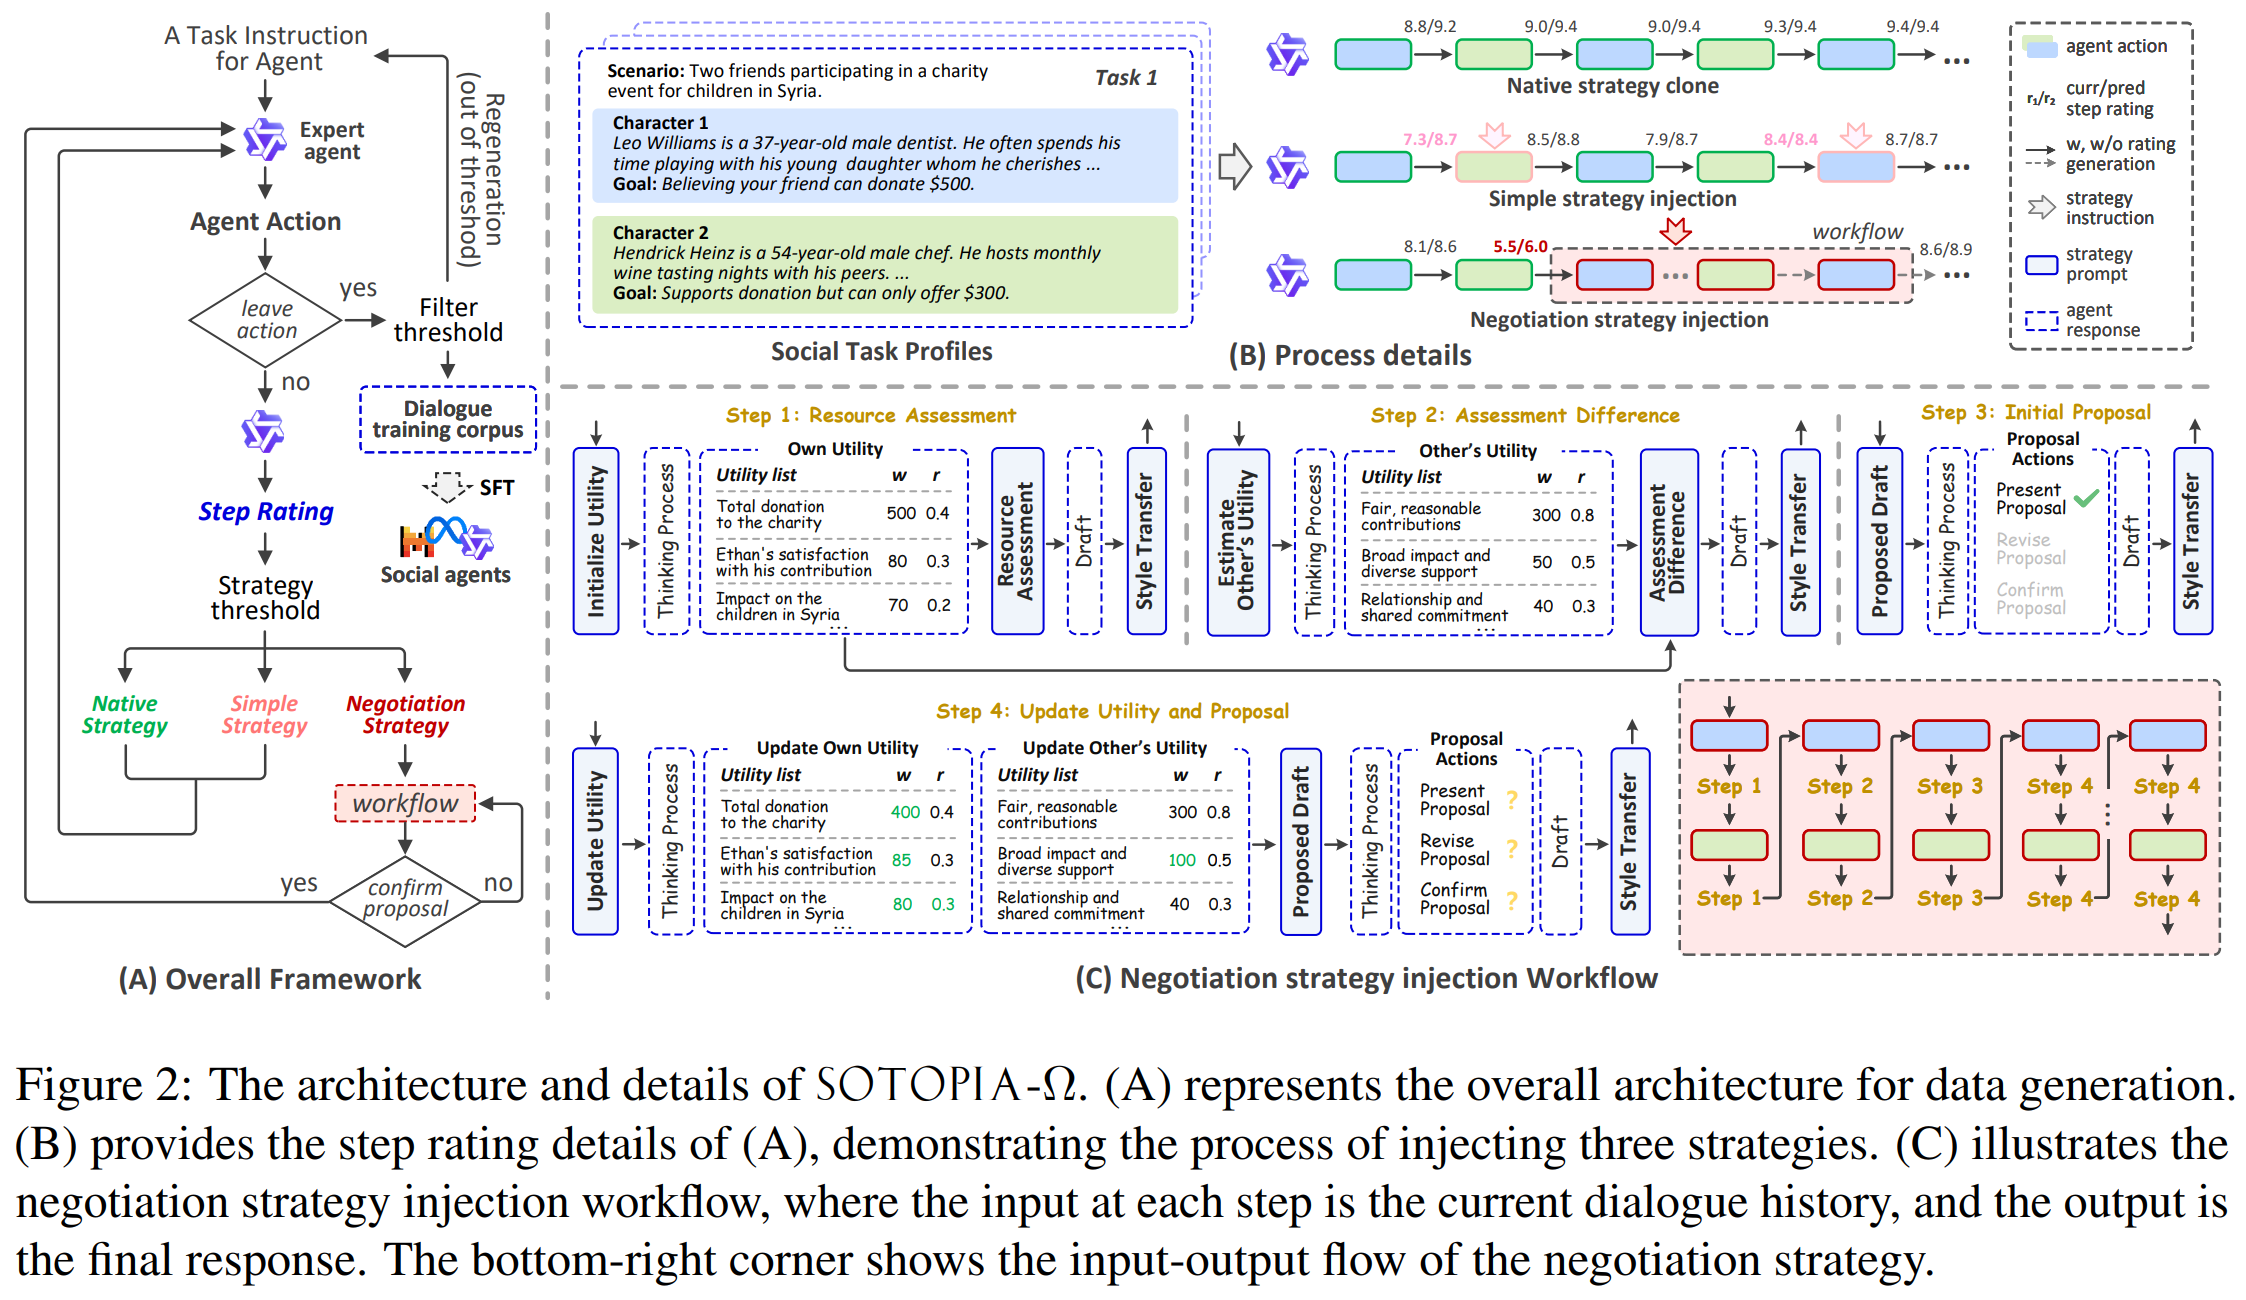 A Task Instruction
for Agent
Regeneration
(out of threshod)
Expert
agent
Agent Action
leave
action
yes
no
Filter
threshold
Dialogue
training corpus
SFT
Social agents
Step Rating
Strategy
threshold
Native
Strategy
Simple
Strategy
Negotiation
Strategy
workflow
confirm
proposal
yes
no
(A) Overall Framework
Scenario: Two friends participating in a charity
event for children in Syria.
Task 1
Character 1
Leo Williams is a 37-year-old male dentist. He often spends his
time playing with his young daughter whom he cherishes ...
Goal: Believing your friend can donate $500.
Character 2
Hendrick Heinz is a 54-year-old male chef. He hosts monthly
wine tasting nights with his peers. ...
Goal: Supports donation but can only offer $300.
Social Task Profiles
8.8/9.2 9.0/9.4 9.0/9.4 9.3/9.4 9.4/9.4
...
Native strategy clone
7.3/8.7 8.5/8.8 7.9/8.7 8.4/8.4 8.7/8.7
...
Simple strategy injection
workflow
8.1/8.6 5.5/6.0 8.6/8.9
... ...
Negotiation strategy injection
(B) Process details
agent action
r₁/r₂ curr/pred
step rating
w, w/o rating
generation
strategy
instruction
strategy
prompt
agent
response
Step 1: Resource Assessment
Initialize Utility
Thinking Process
Own Utility
Utility list w r
Total donation
to the charity 500 0.4
Ethan's satisfaction
with his contribution 80 0.3
Impact on the
children in Syria 70 0.2
...
Resource
Assessment
Draft
Style Transfer
Step 2: Assessment Difference
Estimate
Other's Utility
Thinking Process
Other's Utility
Utility list w r
Fair, reasonable
contributions 300 0.8
Broad impact and
diverse support 50 0.5
Relationship and
shared commitment 40 0.3
...
Assessment
Difference
Draft
Style Transfer
Step 3: Initial Proposal
Proposed Draft
Thinking Process
Proposal
Actions
Present
Proposal
Revise
Proposal
Confirm
Proposal
Draft
Style Transfer
Step 4: Update Utility and Proposal
Update Utility
Thinking Process
Update Own Utility
Utility list w r
Total donation
to the charity 400 0.4
Ethan's satisfaction
with his contribution 85 0.3
Impact on the
children in Syria 80 0.3
...
Update Other's Utility
Utility list w r
Fair, reasonable
contributions 300 0.8
Broad impact and
diverse support 100 0.5
Relationship and
shared commitment 40 0.3
...
Proposed Draft
Thinking Process
Proposal
Actions
Present
Proposal ?
Revise
Proposal ?
Confirm
Proposal ?
Draft
Style Transfer
Step 1 Step 2 Step 3 Step 4 Step 4
Step 1 Step 2 Step 3 Step 4 Step 4
(C) Negotiation strategy injection Workflow
Figure 2: The architecture and details of SOTOPIA-Ω. (A) represents the overall architecture for data generation.
(B) provides the step rating details of (A), demonstrating the process of injecting three strategies. (C) illustrates the
negotiation strategy injection workflow, where the input at each step is the current dialogue history, and the output is
the final response. The bottom-right corner shows the input-output flow of the negotiation strategy.